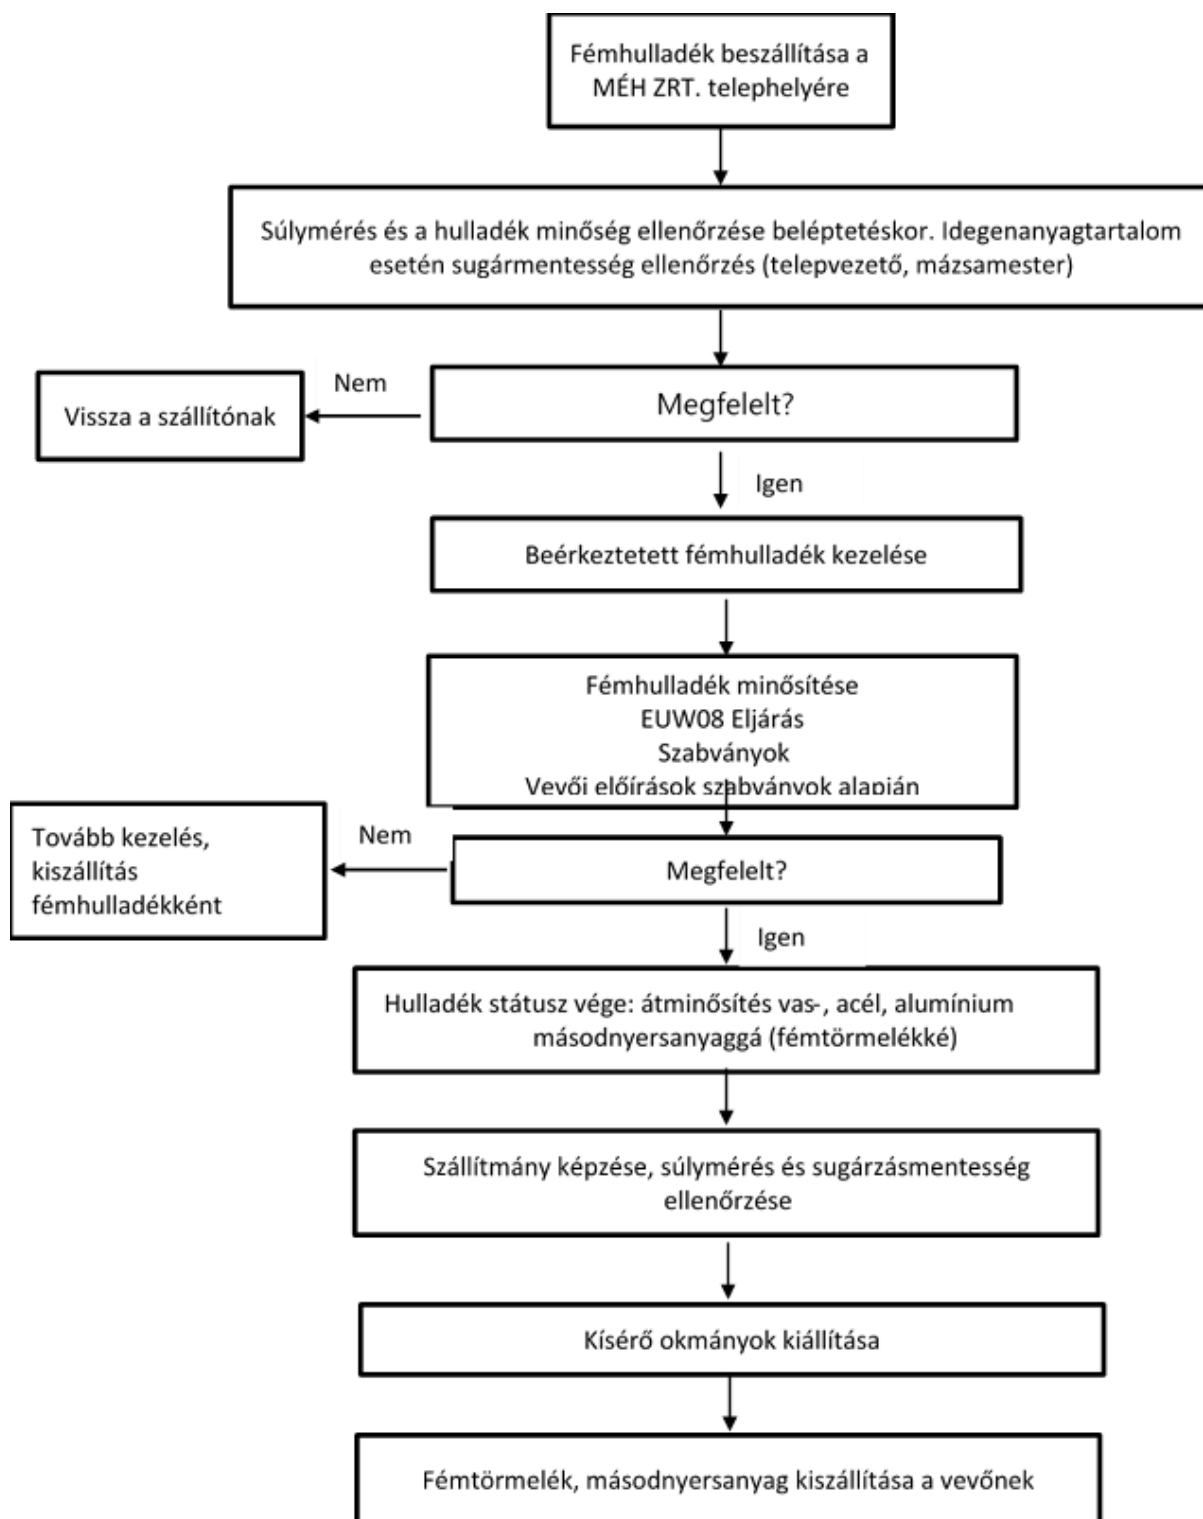 Fémhulladék beszállítása a
MÉH ZRT. telephelyére
Súlymérés és a hulladék minőség ellenőrzése beléptetéskor. Idegenanyagtartalom
esetén sugármentesség ellenőrzés (telepvezető, mázsamester)
Megfelelt?
Nem
Vissza a szállítónak
Igen
Beérkeztetett fémhulladék kezelése
Fémhulladék minősítése
EUW08 Eljárás
Szabványok
Vevői előírások szabványok alapján
Megfelelt?
Nem
Tovább kezelés,
kiszállítás
fémhulladékként
Igen
Hulladék státusz vége: átminősítés vas-, acél, alumínium
másodnyersanyaggá (fémtörmelékké)
Szállítmány képzése, súlymérés és sugárzásmentesség
ellenőrzése
Kísérő okmányok kiállítása
Fémtörmelék, másodnyersanyag kiszállítása a vevőnek